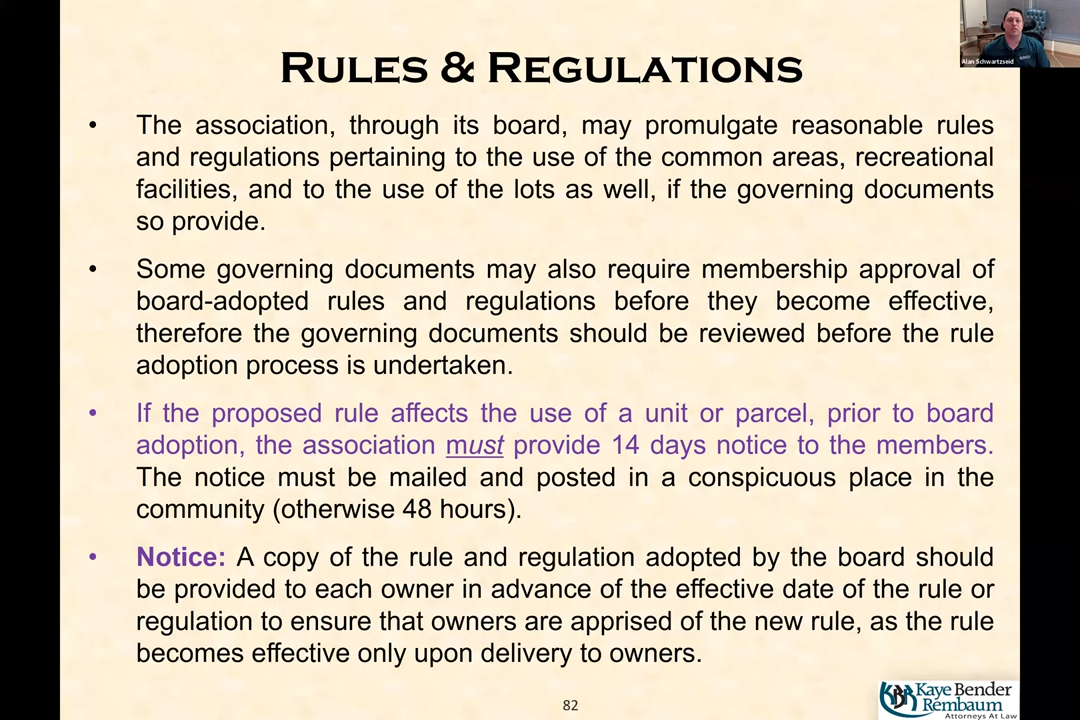 Alan Schwartzseid
RULES & REGULATIONS
• The association, through its board, may promulgate reasonable rules
and regulations pertaining to the use of the common areas, recreational
facilities, and to the use of the lots as well, if the governing documents
so provide.
• Some governing documents may also require membership approval of
board-adopted rules and regulations before they become effective,
therefore the governing documents should be reviewed before the rule
adoption process is undertaken.
• If the proposed rule affects the use of a unit or parcel, prior to board
adoption, the association must provide 14 days notice to the members.
The notice must be mailed and posted in a conspicuous place in the
community (otherwise 48 hours).
• Notice: A copy of the rule and regulation adopted by the board should
be provided to each owner in advance of the effective date of the rule or
regulation to ensure that owners are apprised of the new rule, as the rule
becomes effective only upon delivery to owners.
82
KBR Kaye Bender
Rembaum
Attorneys At Law